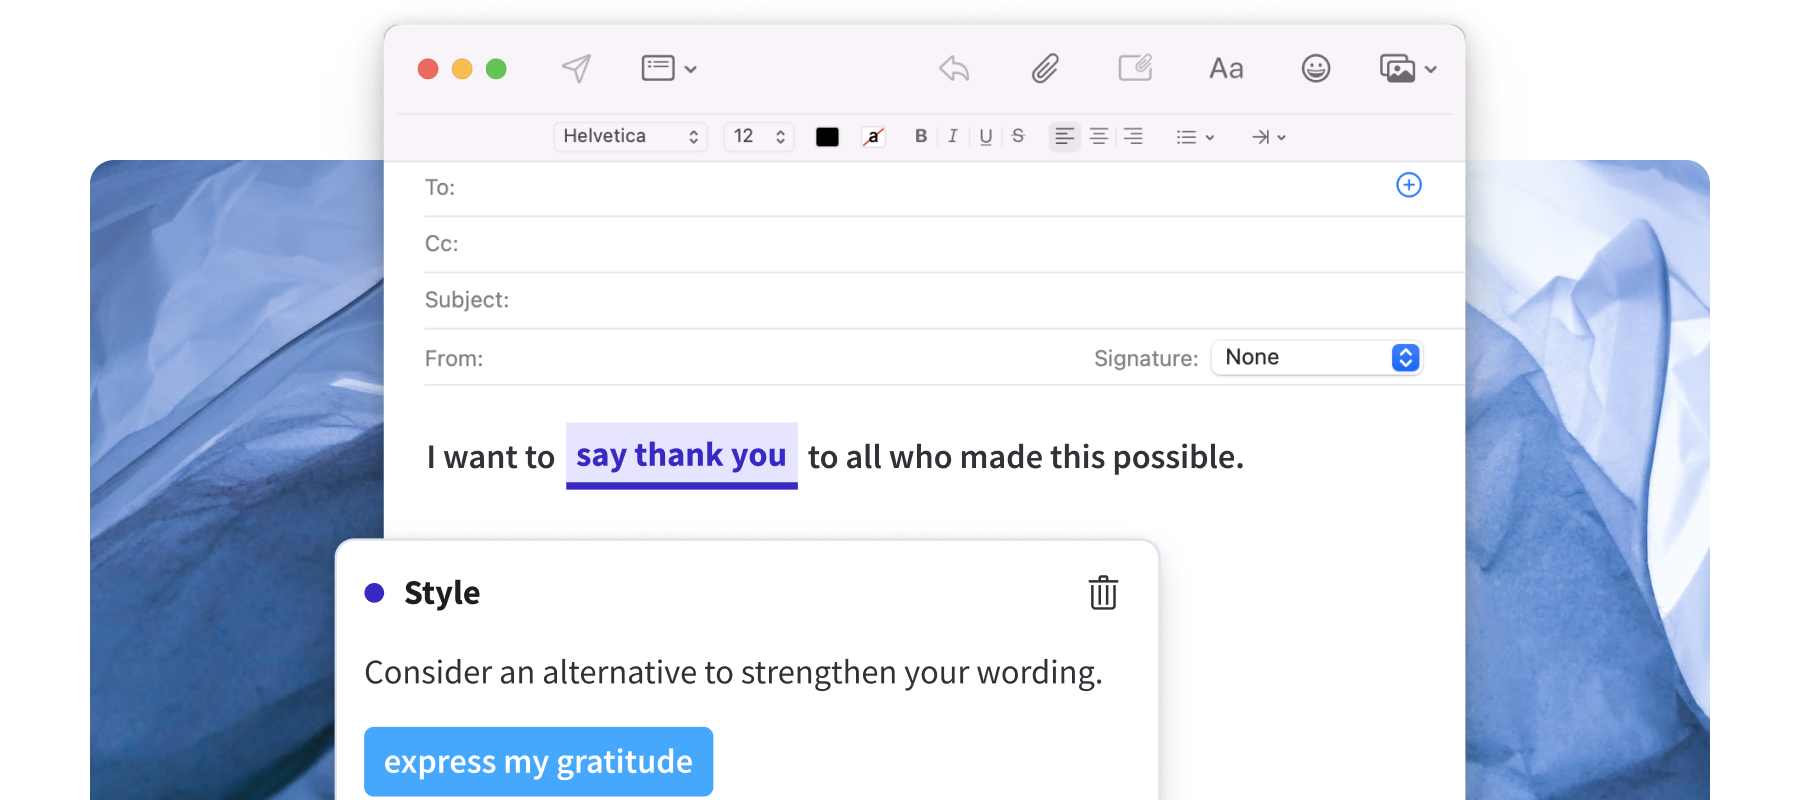 Aa
Helvetica 12 a B I U S
To:
Cc:
Subject:
From: Signature: None
I want to say thank you to all who made this possible.
Style
Consider an alternative to strengthen your wording.
express my gratitude